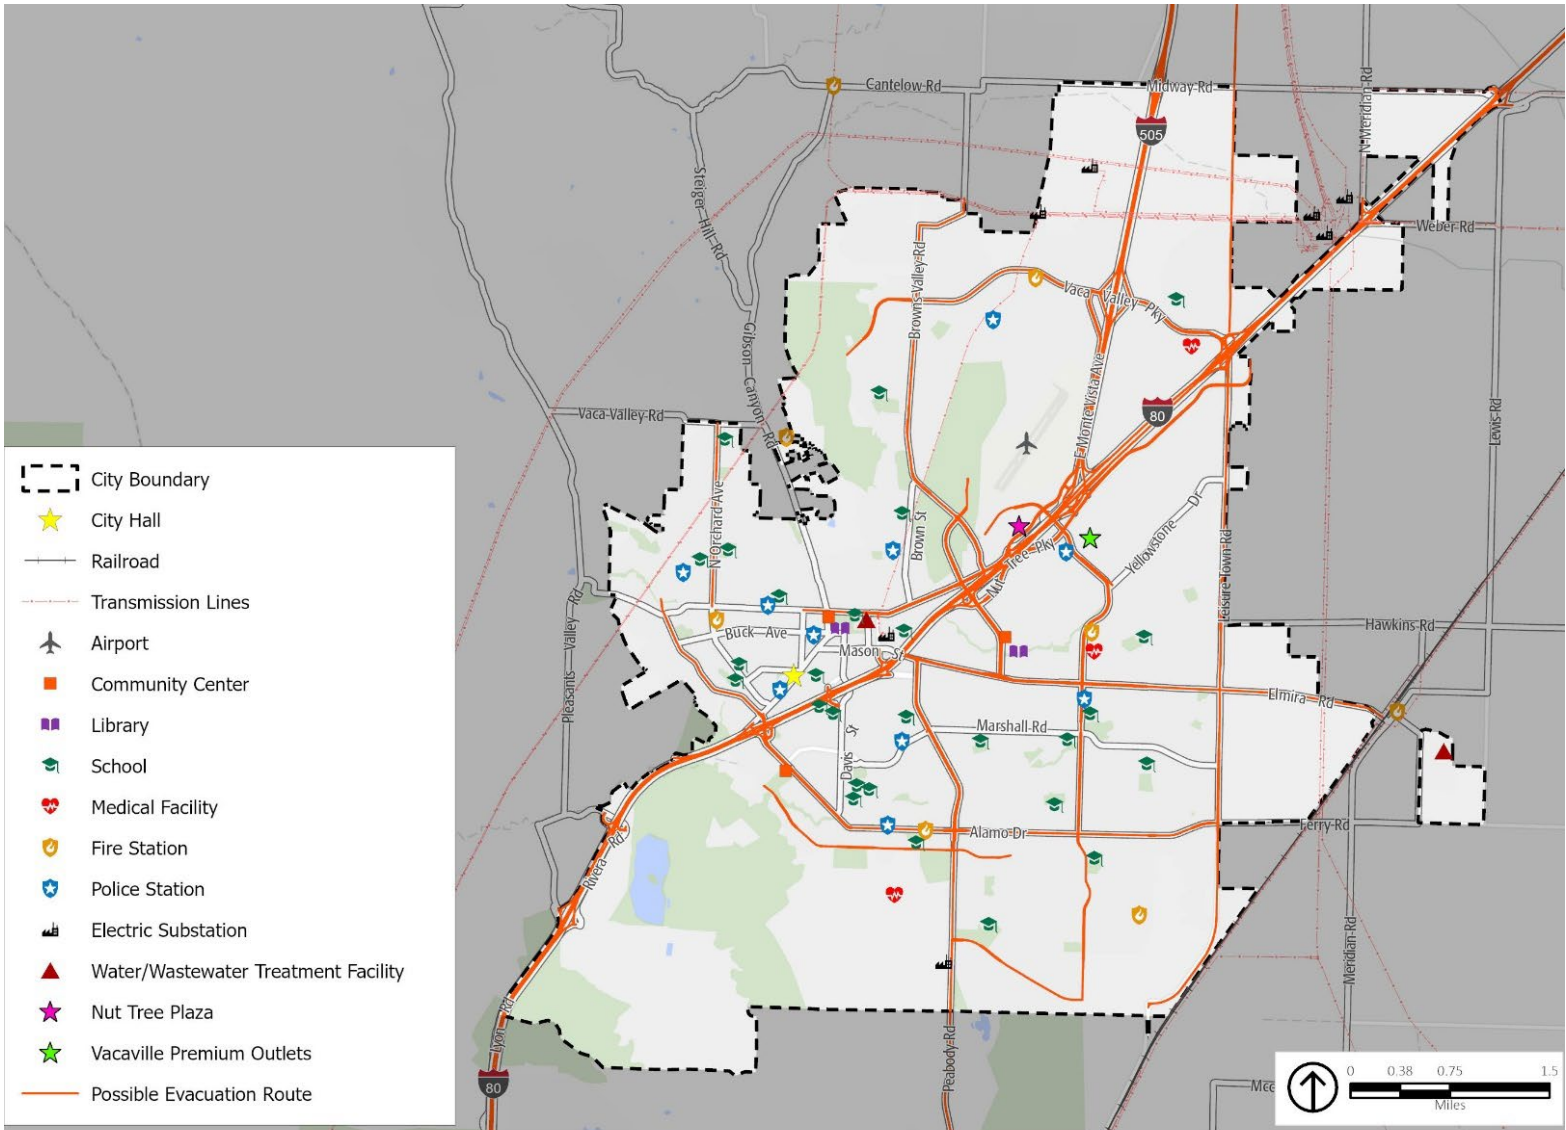 Cantelow Rd
Midway Rd
N Meridian Rd
505
Steiger Hill Rd
Weber Rd
Browns Valley Rd
Vaca Valley Pky
Gibson Canyon Rd
E Monte Vista Ave
80
Lewis Rd
Vaca Valley Rd
N Orchard Ave
Brown St
Nut Tree Pky
Yellowstone Dr
Leisure Town Rd
Pleasants Valley Rd
Buck Ave
Mason St
Hawkins Rd
Elmira Rd
Marshall Rd
Davis St
Alamo Dr
Ferry Rd
Rivera Rd
Meridian Rd
Lyon Rd
Peabody Rd
80
City Boundary
City Hall
Railroad
Transmission Lines
Airport
Community Center
Library
School
Medical Facility
Fire Station
Police Station
Electric Substation
Water/Wastewater Treatment Facility
Nut Tree Plaza
Vacaville Premium Outlets
Possible Evacuation Route
0 0.38 0.75 1.5
Miles